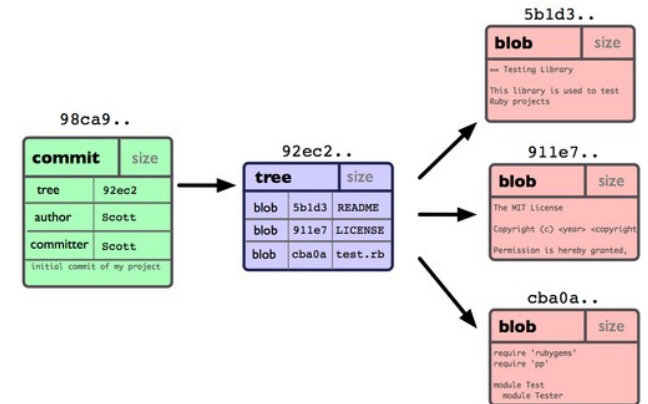 98ca9..
commit size
tree 92ec2
author Scott
committer Scott
initial commit of my project
92ec2..
tree size
blob 5b1d3 README
blob 911e7 LICENSE
blob cba0a test.rb
5b1d3..
blob size
== Testing Library
This library is used to test
Ruby projects
911e7..
blob size
The MIT License
Copyright (c) <year> <copyright
Permission is hereby granted,
cba0a..
blob size
require 'rubygems'
require 'pp'
module Test
module Tester